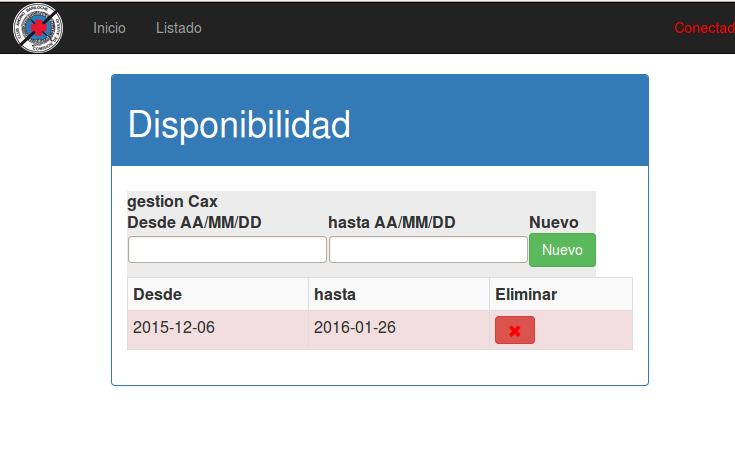 Inicio Listado Conectad
Disponibilidad
gestion Cax
Desde AA/MM/DD hasta AA/MM/DD Nuevo
Nuevo
Desde hasta Eliminar
2015-12-06 2016-01-26